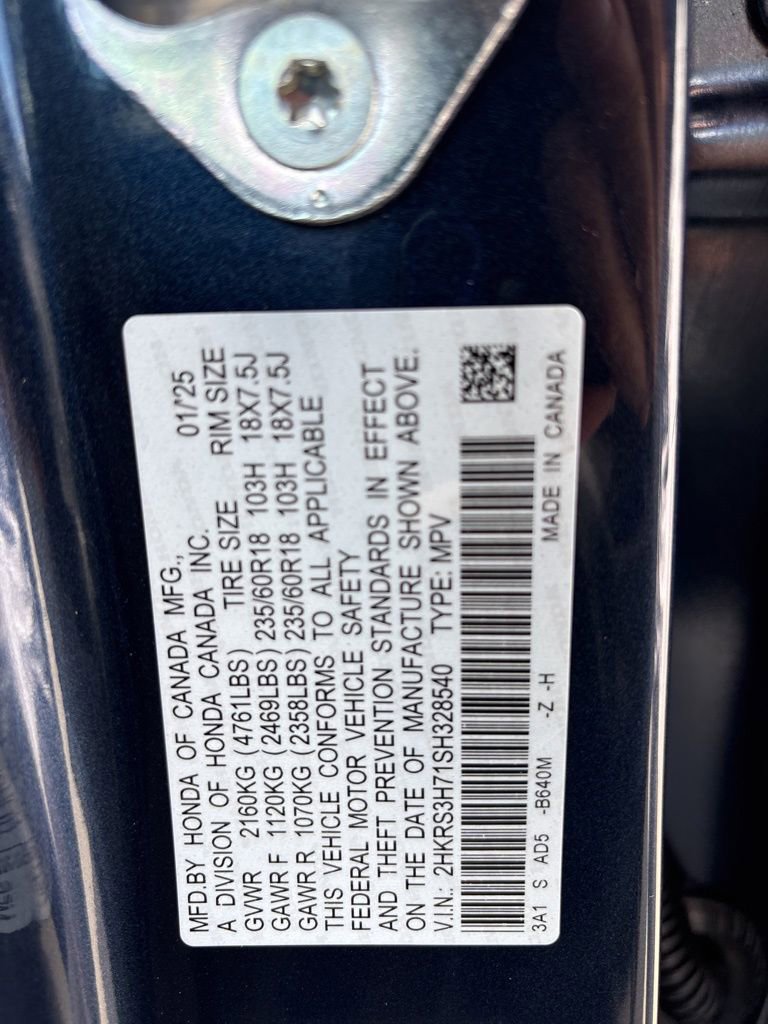 MFD.BY HONDA OF CANADA MFG., 01/25
A DIVISION OF HONDA CANADA INC.
TIRE SIZE RIM SIZE
GVWR 2160KG (4761LBS)
GAWR F 1120KG (2469LBS) 235/60R18 103H 18X7.5J
GAWR R 1070KG (2358LBS) 235/60R18 103H 18X7.5J
THIS VEHICLE CONFORMS TO ALL APPLICABLE
FEDERAL MOTOR VEHICLE SAFETY
AND THEFT PREVENTION STANDARDS IN EFFECT
ON THE DATE OF MANUFACTURE SHOWN ABOVE.
V.I.N.: 2HKRS3H71SH328540 TYPE: MPV
3A1 S AD5 -B640M -Z -H MADE IN CANADA